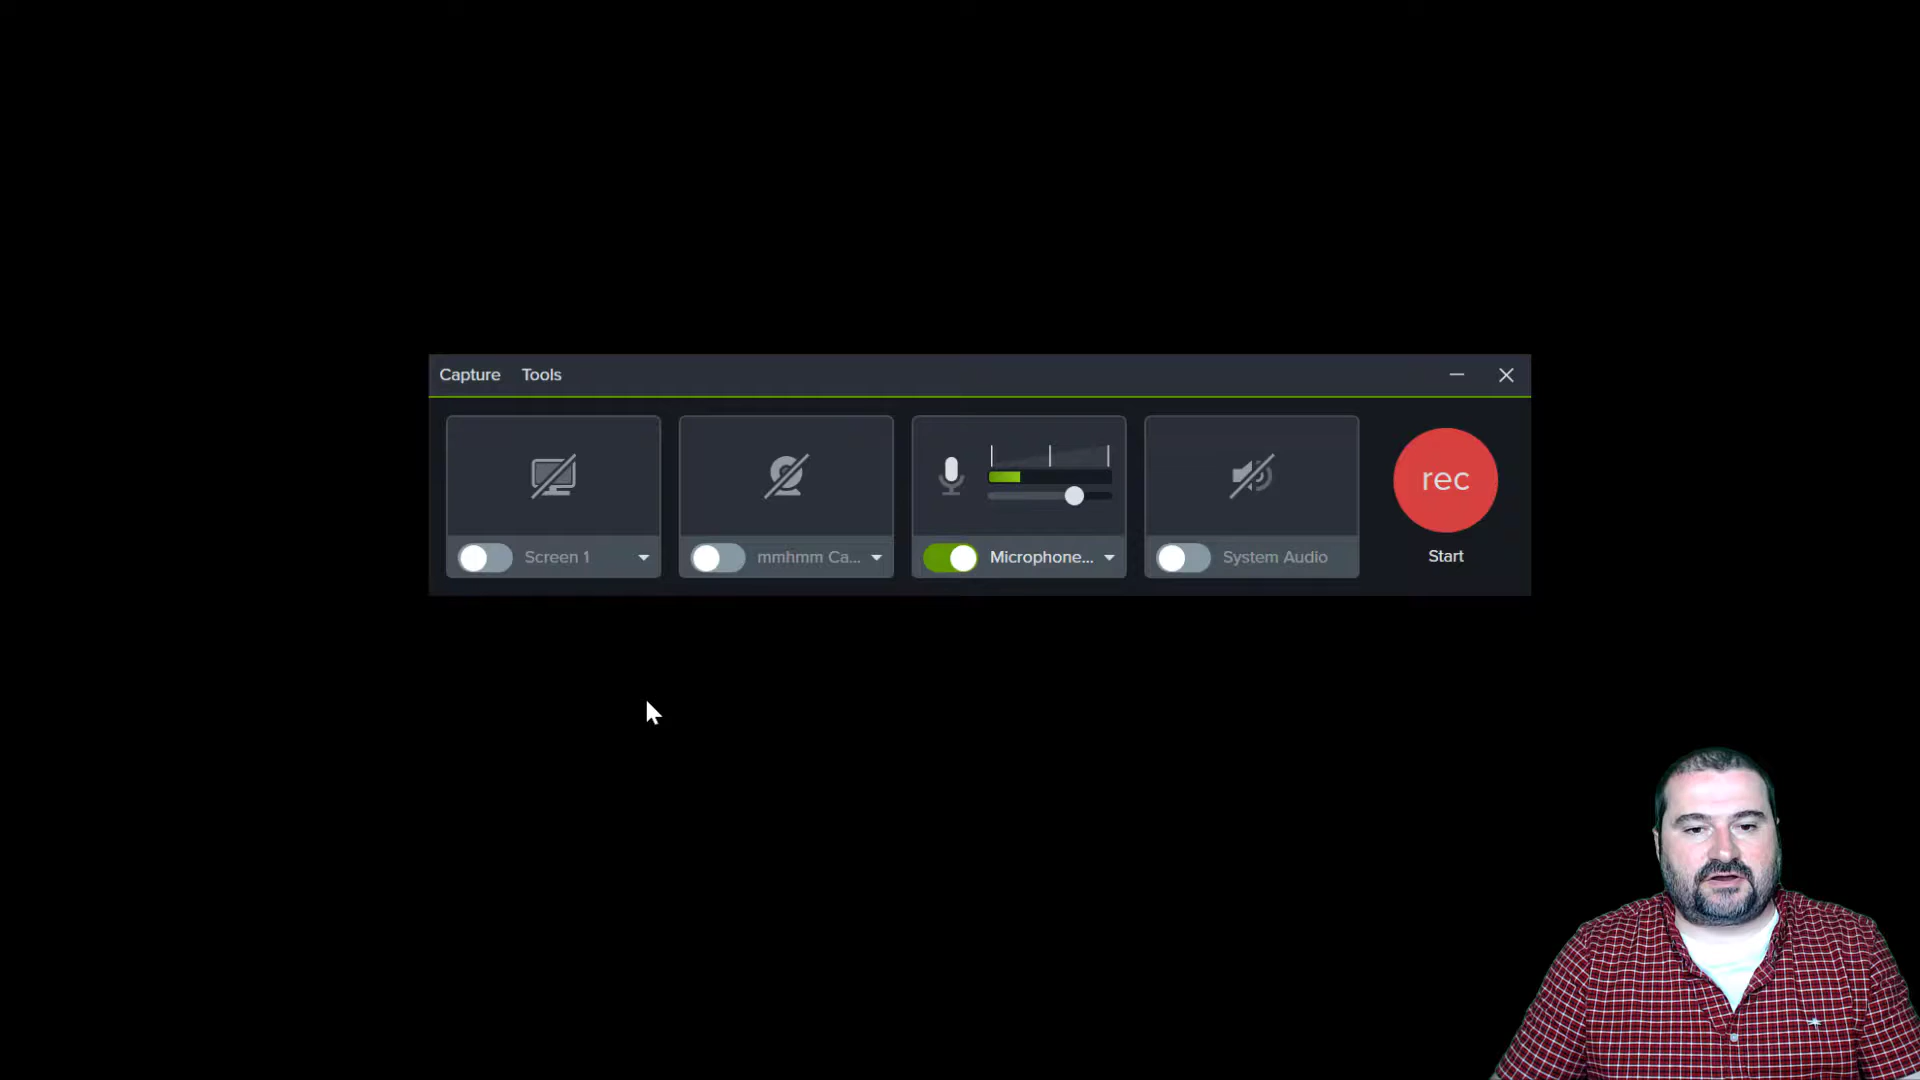 Capture Tools
Screen 1
mmhmm Ca...
Microphone...
System Audio
rec
Start